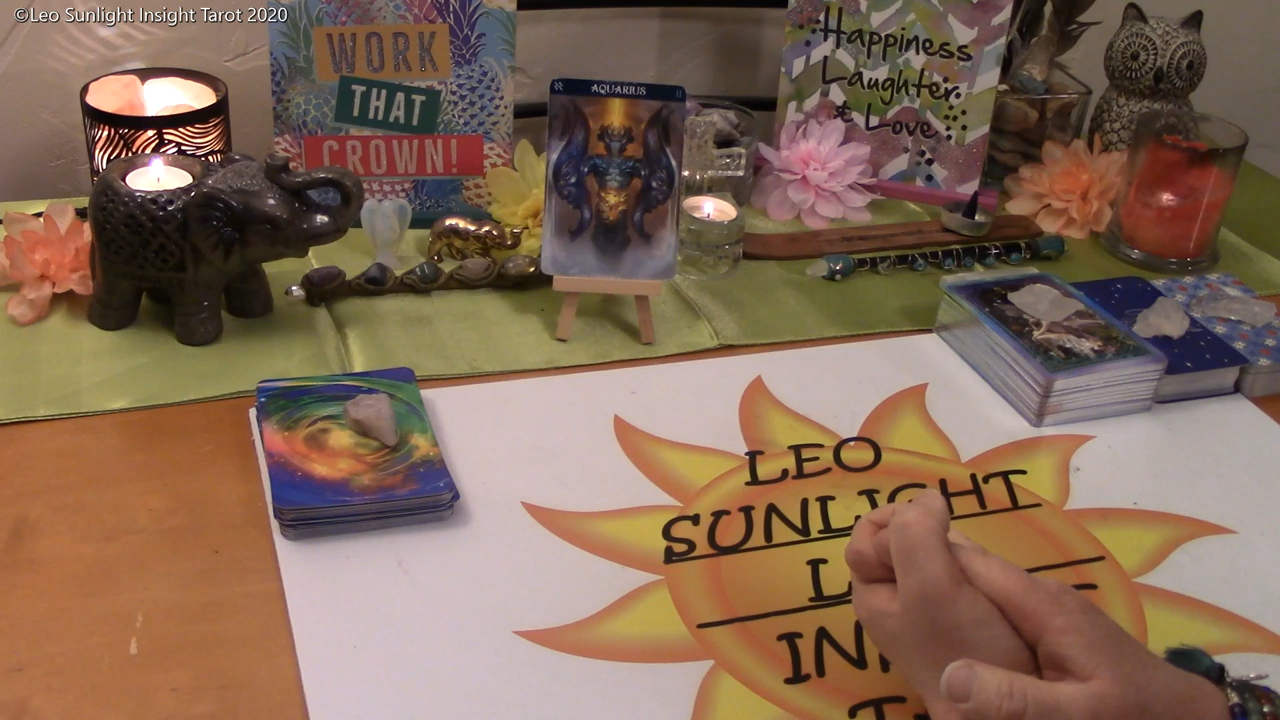 ©Leo Sunlight Insight Tarot 2020
WORK
THAT
CROWN!
AQUARIUS
Happiness
Laughter
& Love
LEO
SUNLIGHT